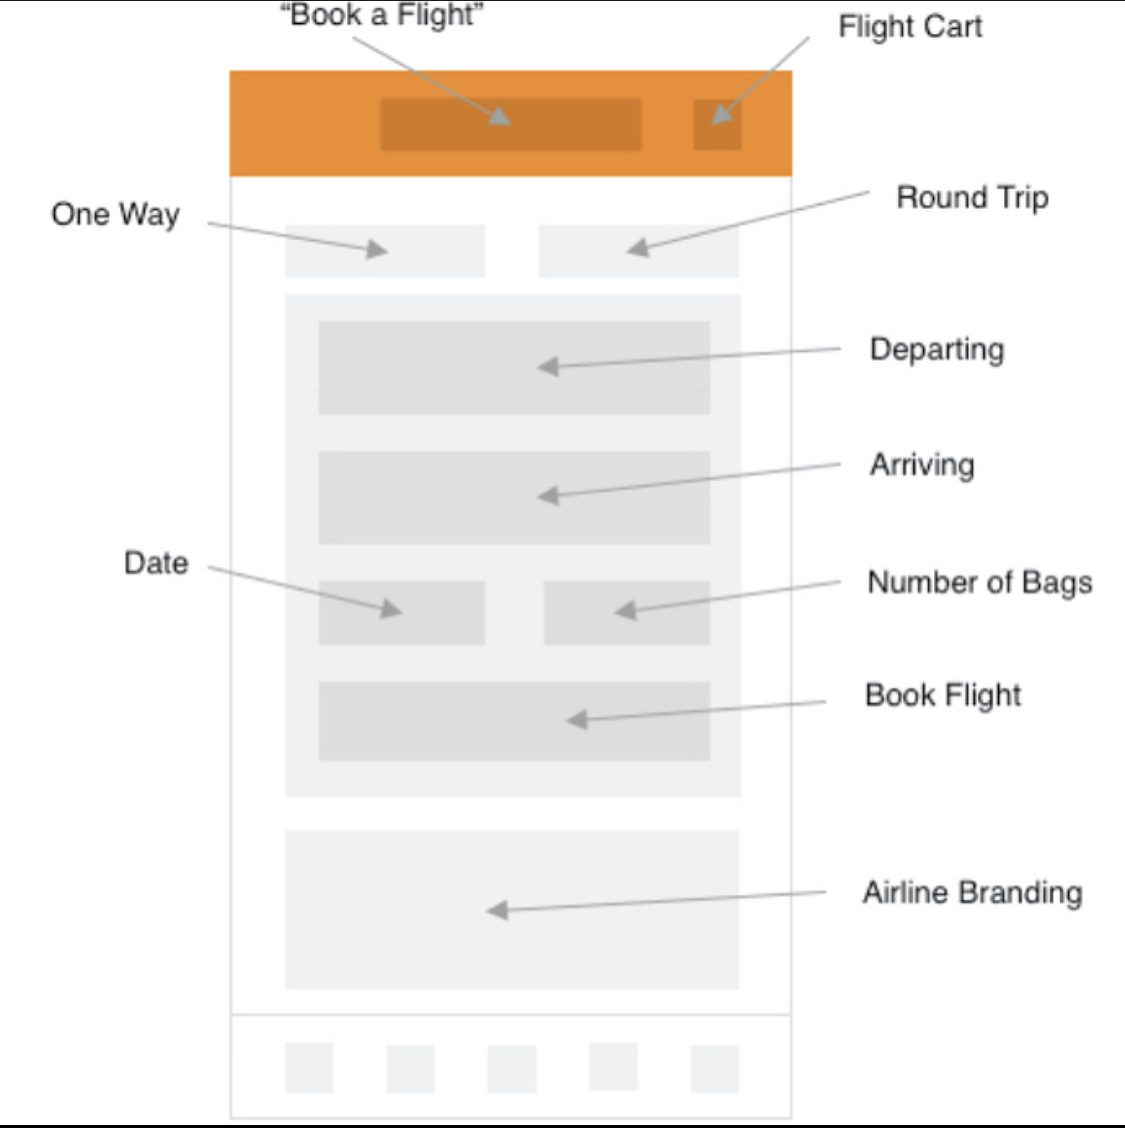 “Book a Flight”
Flight Cart
One Way
Round Trip
Departing
Arriving
Date
Number of Bags
Book Flight
Airline Branding